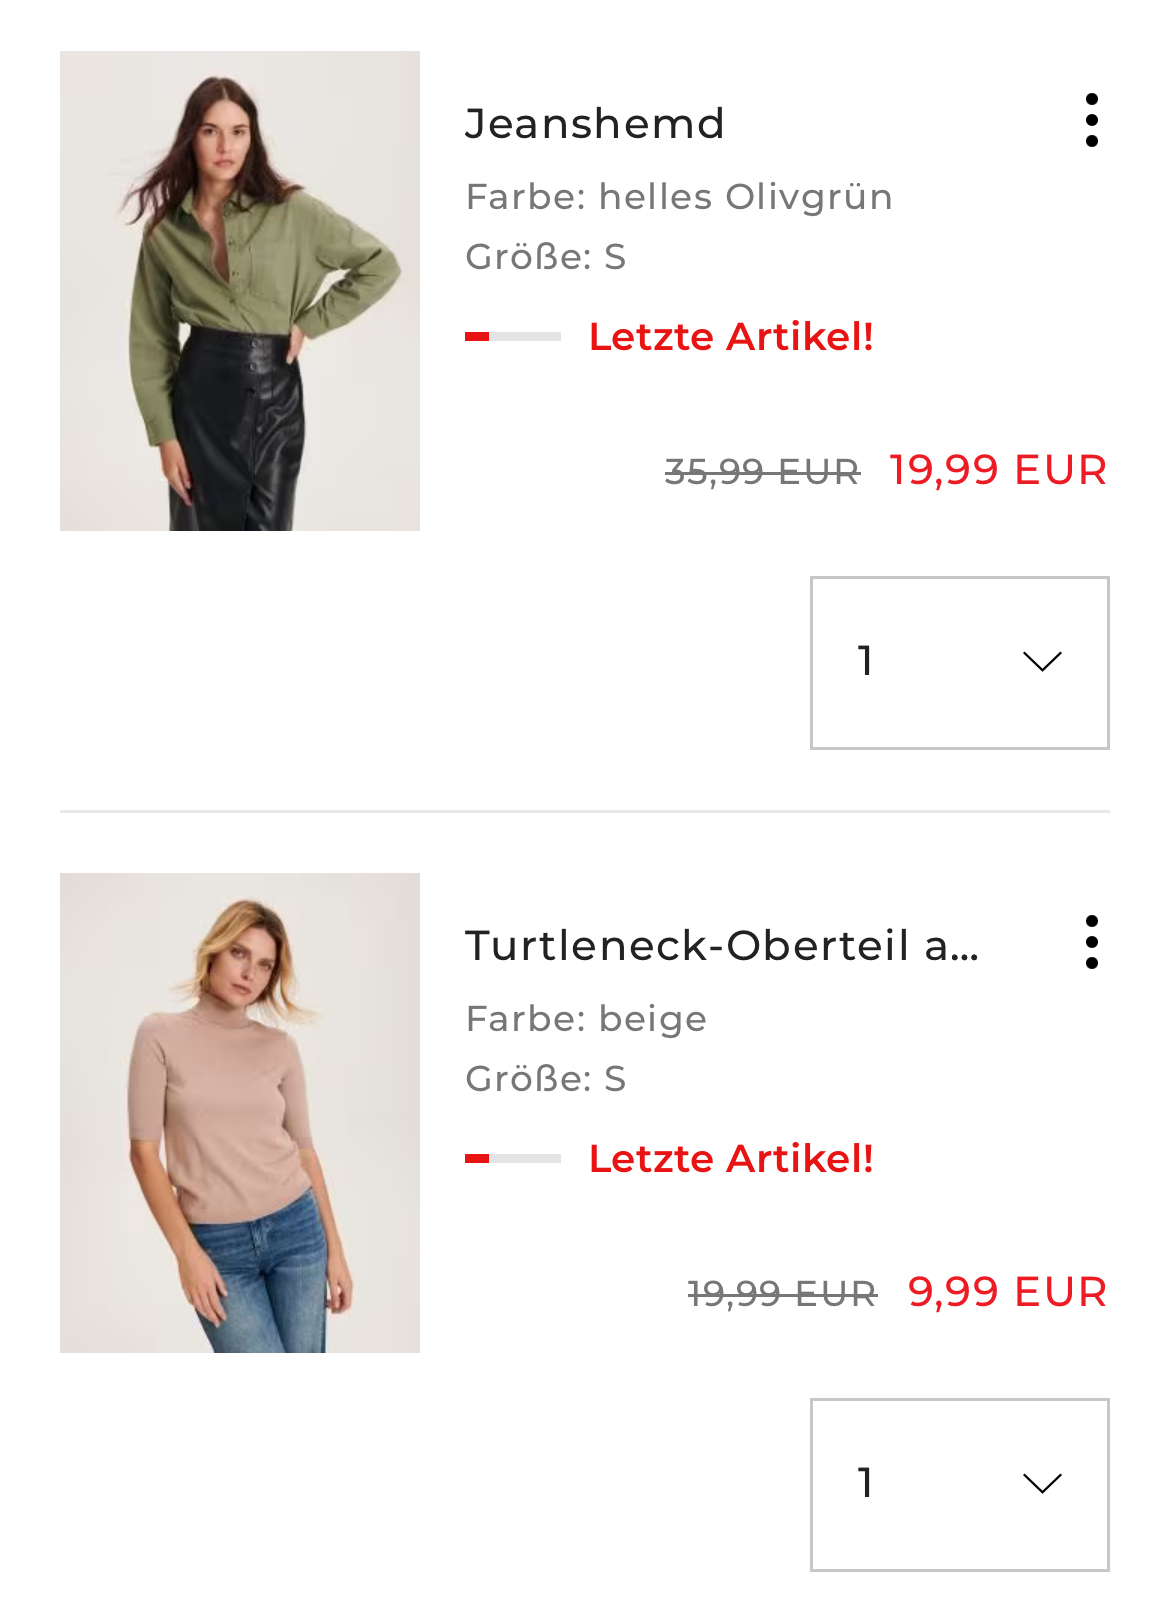 Jeanshemd
Farbe: helles Olivgrün
Größe: S
Letzte Artikel!
35,99 EUR 19,99 EUR
1
Turtleneck-Oberteil a...
Farbe: beige
Größe: S
Letzte Artikel!
19,99 EUR 9,99 EUR
1